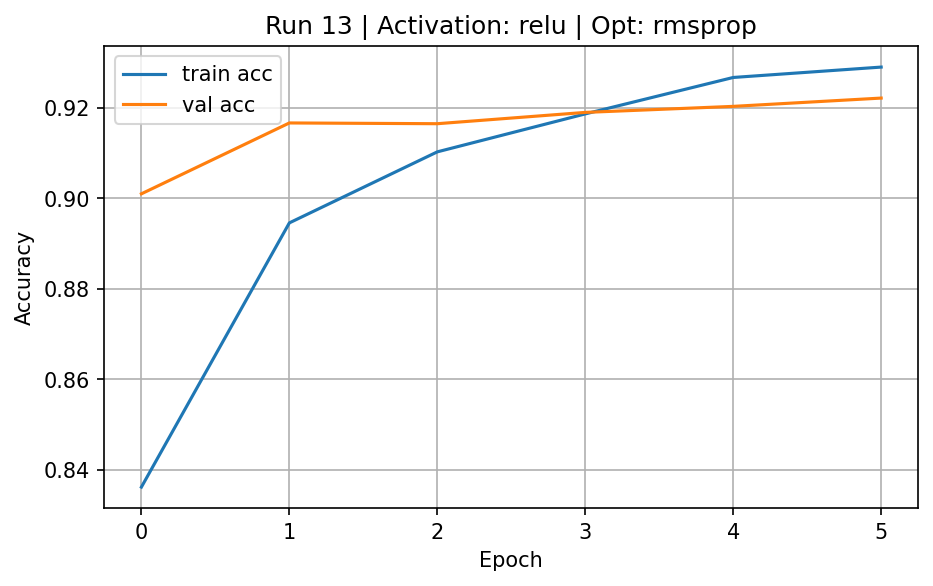 Run 13 | Activation: relu | Opt: rmsprop
train acc
val acc
0.92
0.90
0.88
0.86
0.84
Accuracy
0 1 2 3 4 5
Epoch